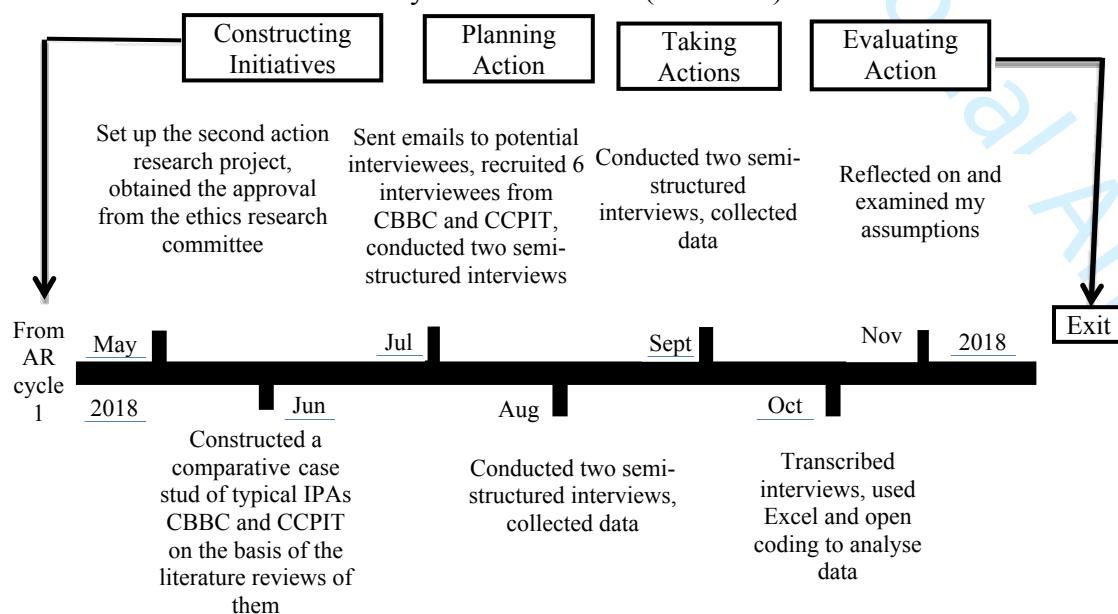 Constructing
Initiatives
Planning
Action
Taking
Actions
Evaluating
Action
Set up the second action
research project,
obtained the approval
from the ethics research
committee
Sent emails to potential
interviewees, recruited 6
interviewees from
CBBC and CCPIT,
conducted two semi-
structured interviews
Conducted two semi-
structured
interviews, collected
data
Reflected on and
examined my
assumptions
From
AR
cycle
1
May
Jul
Sept
Nov
2018
Exit
2018
Jun
Aug
Oct
Constructed a
comparative case
stud of typical IPAs
CBBC and CCPIT
on the basis of the
literature reviews of
them
Conducted two semi-
structured interviews,
collected data
Transcribed
interviews, used
Excel and open
coding to analyse
data